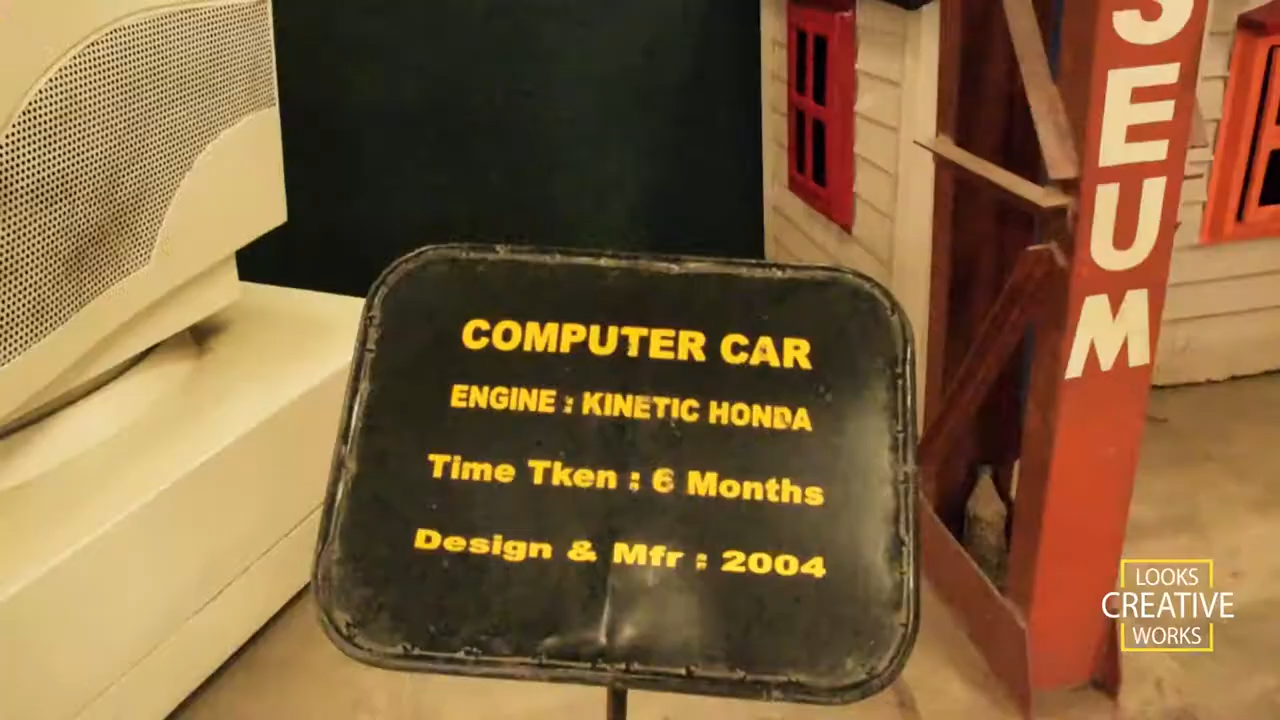 COMPUTER CAR
ENGINE : KINETIC HONDA
Time Tken : 6 Months
Design & Mfr : 2004
SEUM
LOOKS
CREATIVE
WORKS